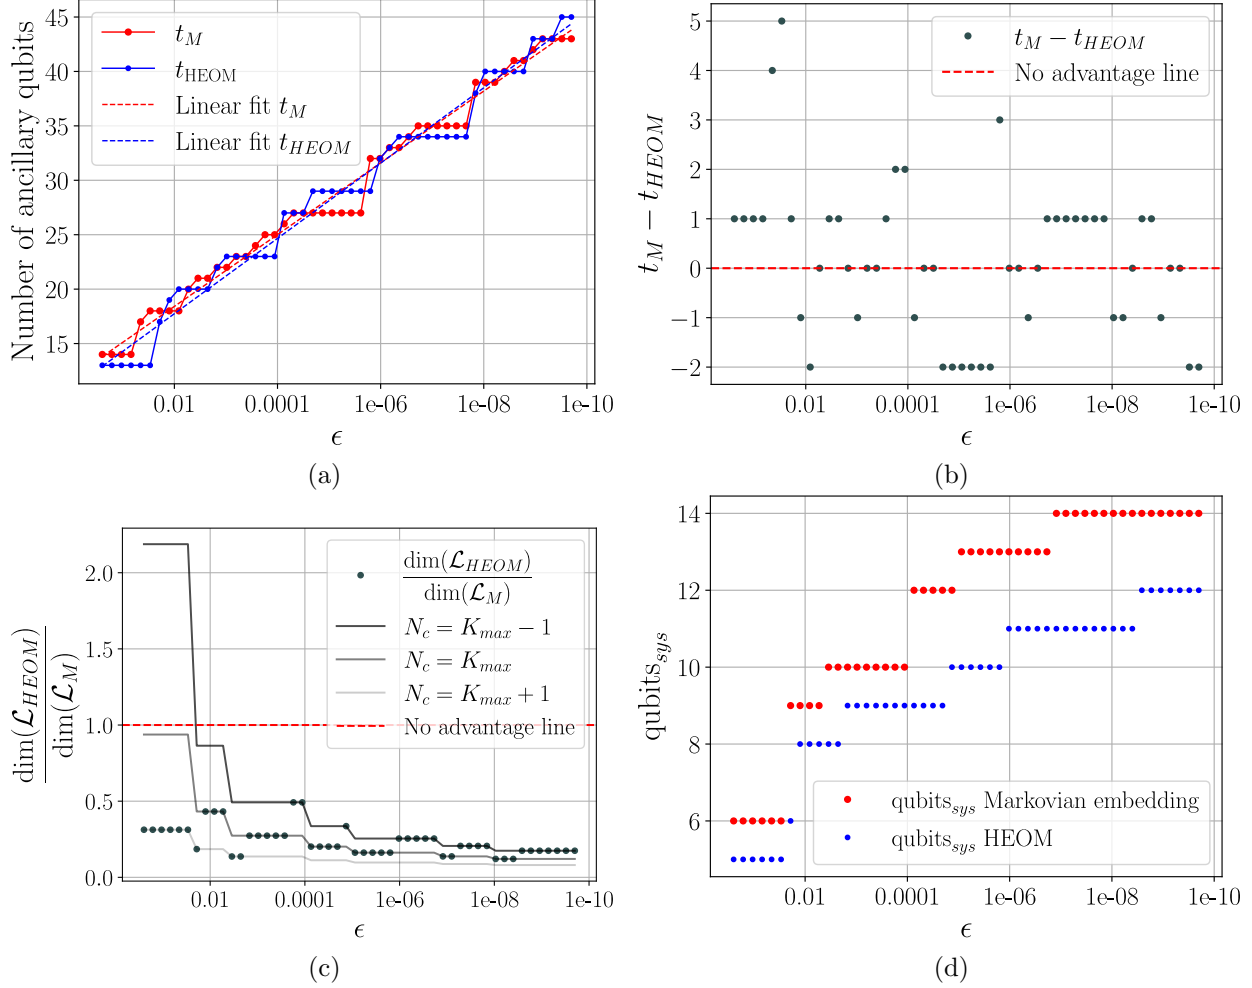 Number of ancillary qubits
45
40
35
30
25
20
15
t_M
t_HEOM
Linear fit t_M
Linear fit t_HEOM
0.01 0.0001 1e-06 1e-08 1e-10
ϵ
(a)
t_M − t_HEOM
5
4
3
2
1
0
−1
−2
t_M − t_HEOM
No advantage line
0.01 0.0001 1e-06 1e-08 1e-10
ϵ
(b)
dim(𝓛_HEOM)
dim(𝓛_M)
2.0
1.5
1.0
0.5
0.0
dim(𝓛_HEOM)
dim(𝓛_M)
N_c = K_max − 1
N_c = K_max
N_c = K_max + 1
No advantage line
0.01 0.0001 1e-06 1e-08 1e-10
ϵ
(c)
qubits_sys
14
12
10
8
6
qubits_sys Markovian embedding
qubits_sys HEOM
0.01 0.0001 1e-06 1e-08 1e-10
ϵ
(d)